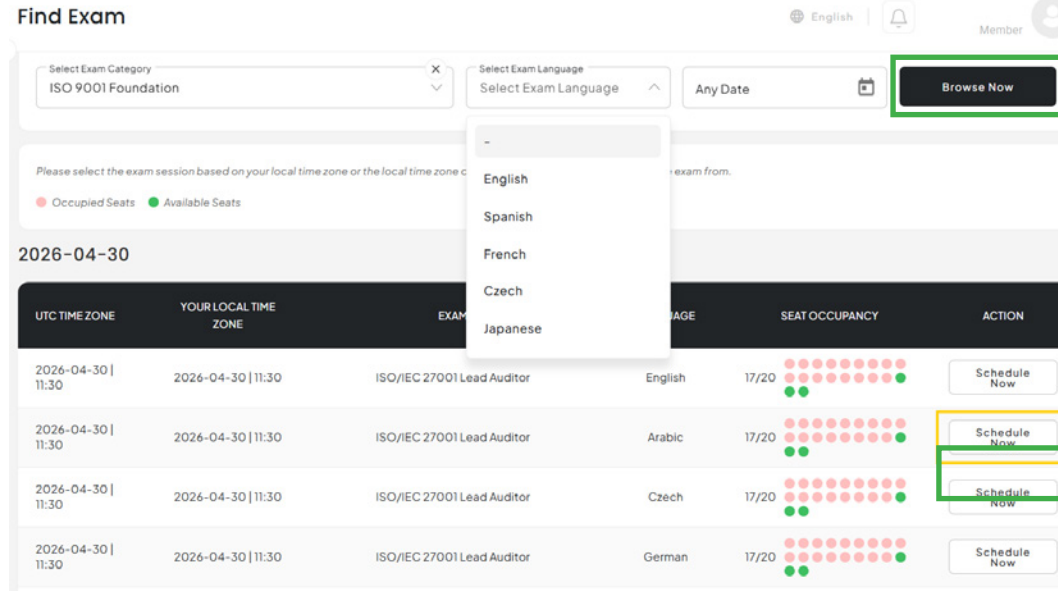 Find Exam
English
Member
Select Exam Category
ISO 9001 Foundation
Select Exam Language
Select Exam Language
Any Date
Browse Now
-
English
Spanish
French
Czech
Japanese
Please select the exam session based on your local time zone or the local time zone
exam from.
Occupied Seats
Available Seats
2026-04-30
UTC TIME ZONE
YOUR LOCAL TIME
ZONE
EXAM
SEAT OCCUPANCY
ACTION
2026-04-30 |
11:30
2026-04-30 | 11:30
ISO/IEC 27001 Lead Auditor
English
17/20
Schedule
Now
2026-04-30 |
11:30
2026-04-30 | 11:30
ISO/IEC 27001 Lead Auditor
Arabic
17/20
Schedule
Now
2026-04-30 |
11:30
2026-04-30 | 11:30
ISO/IEC 27001 Lead Auditor
Czech
17/20
Schedule
Now
2026-04-30 |
11:30
2026-04-30 | 11:30
ISO/IEC 27001 Lead Auditor
German
17/20
Schedule
Now